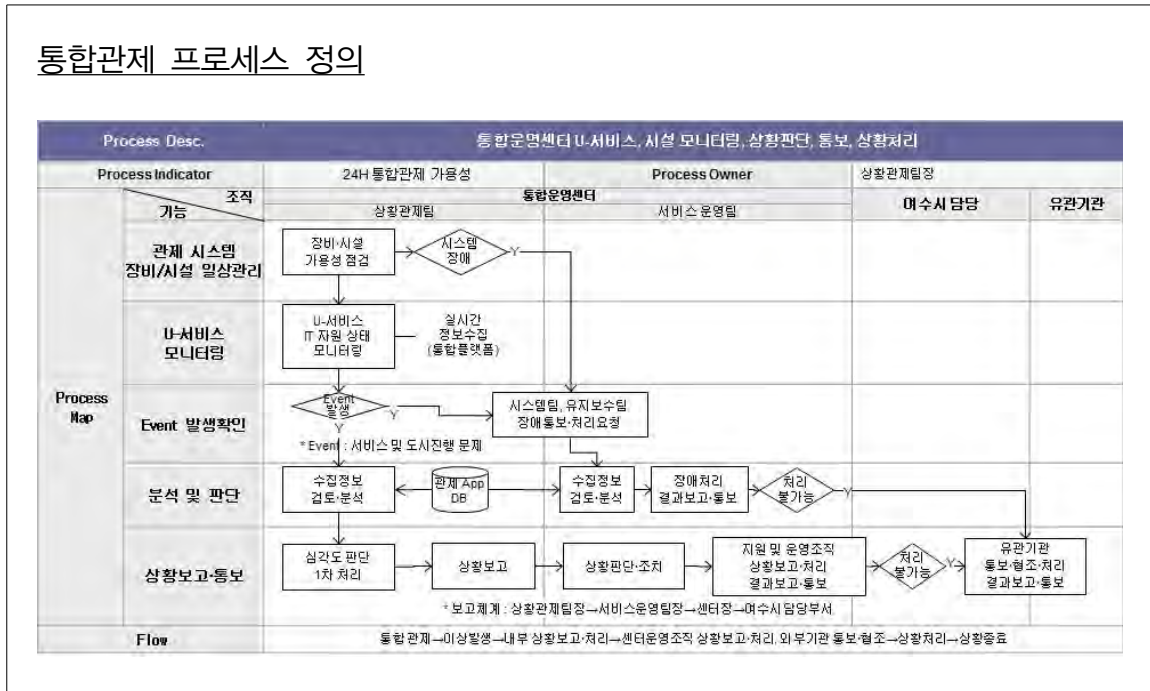 통합관제 프로세스 정의
Process Desc.
통합운영센터 U-서비스, 시설 모니터링, 상황판단, 통보, 상황처리
Process Indicator
24H 통합관제 가용성
Process Owner
상황관제팀장
조직
기능
통합운영센터
상황관제팀
서비스 운영팀
여수시 담당
유관기관
Process
Map
관제 시스템
장비/시설 일상관리
장비·시설
가용성 점검
시스템
장애
Y
U-서비스
모니터링
U-서비스
IT 자원 상태
모니터링
실시간
정보수집
(통합플랫폼)
Event 발생확인
Event
발생
Y
Y
시스템팀, 유지보수팀
장애통보·처리요청
* Event : 서비스 및 도시진행 문제
분석 및 판단
수집정보
검토·분석
관제 App
DB
수집정보
검토·분석
장애처리
결과보고·통보
처리
불가능
Y
상황보고·통보
심각도 판단
1차 처리
상황보고
상황판단·조치
지원 및 운영조직
상황보고·처리
결과보고·통보
처리
불가능
Y
유관기관
통보·협조·처리
결과보고·통보
* 보고체계 : 상황관제팀장→서비스운영팀장→센터장→여수시 담당부서
Flow
통합관제→이상발생→내부 상황보고·처리→센터운영조직 상황보고·처리. 외부기관 통보·협조→상황처리→상황종료